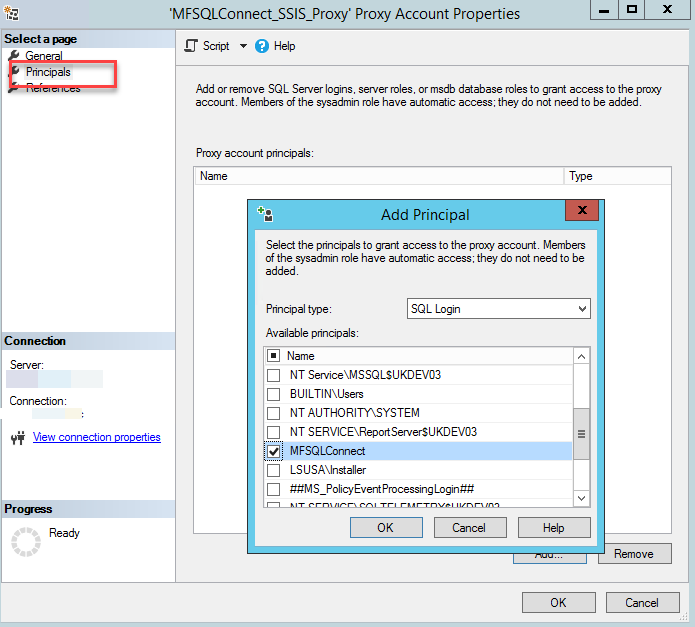 'MFSQLConnect_SSIS_Proxy' Proxy Account Properties
Select a page
General
Principals
References
Script
Help
Add or remove SQL Server logins, server roles, or msdb database roles to grant access to the proxy
account. Members of the sysadmin role have automatic access; they do not need to be added.
Proxy account principals:
Name
Type
Add Principal
Select the principals to grant access to the proxy account. Members
of the sysadmin role have automatic access; they do not need to be
added.
Principal type:
SQL Login
Available principals:
Name
NT Service\MSSQL$UKDEV03
BUILTIN\Users
NT AUTHORITY\SYSTEM
NT SERVICE\ReportServer$UKDEV03
MFSQLConnect
LSUSA\Installer
##MS_PolicyEventProcessingLogin##
NT SERVICE\SQLTELEMETRY$UKDEV03
OK
Cancel
Help
Connection
Server:
Connection:
:
View connection properties
Progress
Ready
Add...
Remove
OK
Cancel